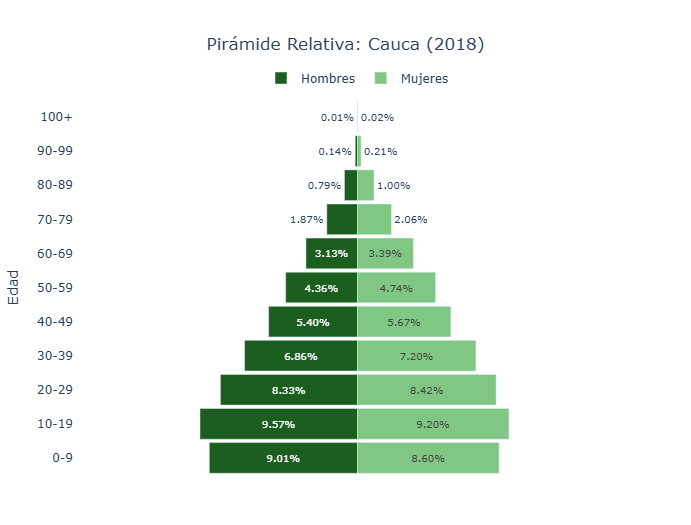 Pirámide Relativa: Cauca (2018)
Hombres Mujeres
100+ 0.01% 0.02%
90-99 0.14% 0.21%
80-89 0.79% 1.00%
70-79 1.87% 2.06%
60-69 3.13% 3.39%
50-59 4.36% 4.74%
40-49 5.40% 5.67%
30-39 6.86% 7.20%
20-29 8.33% 8.42%
10-19 9.57% 9.20%
0-9 9.01% 8.60%
Edad